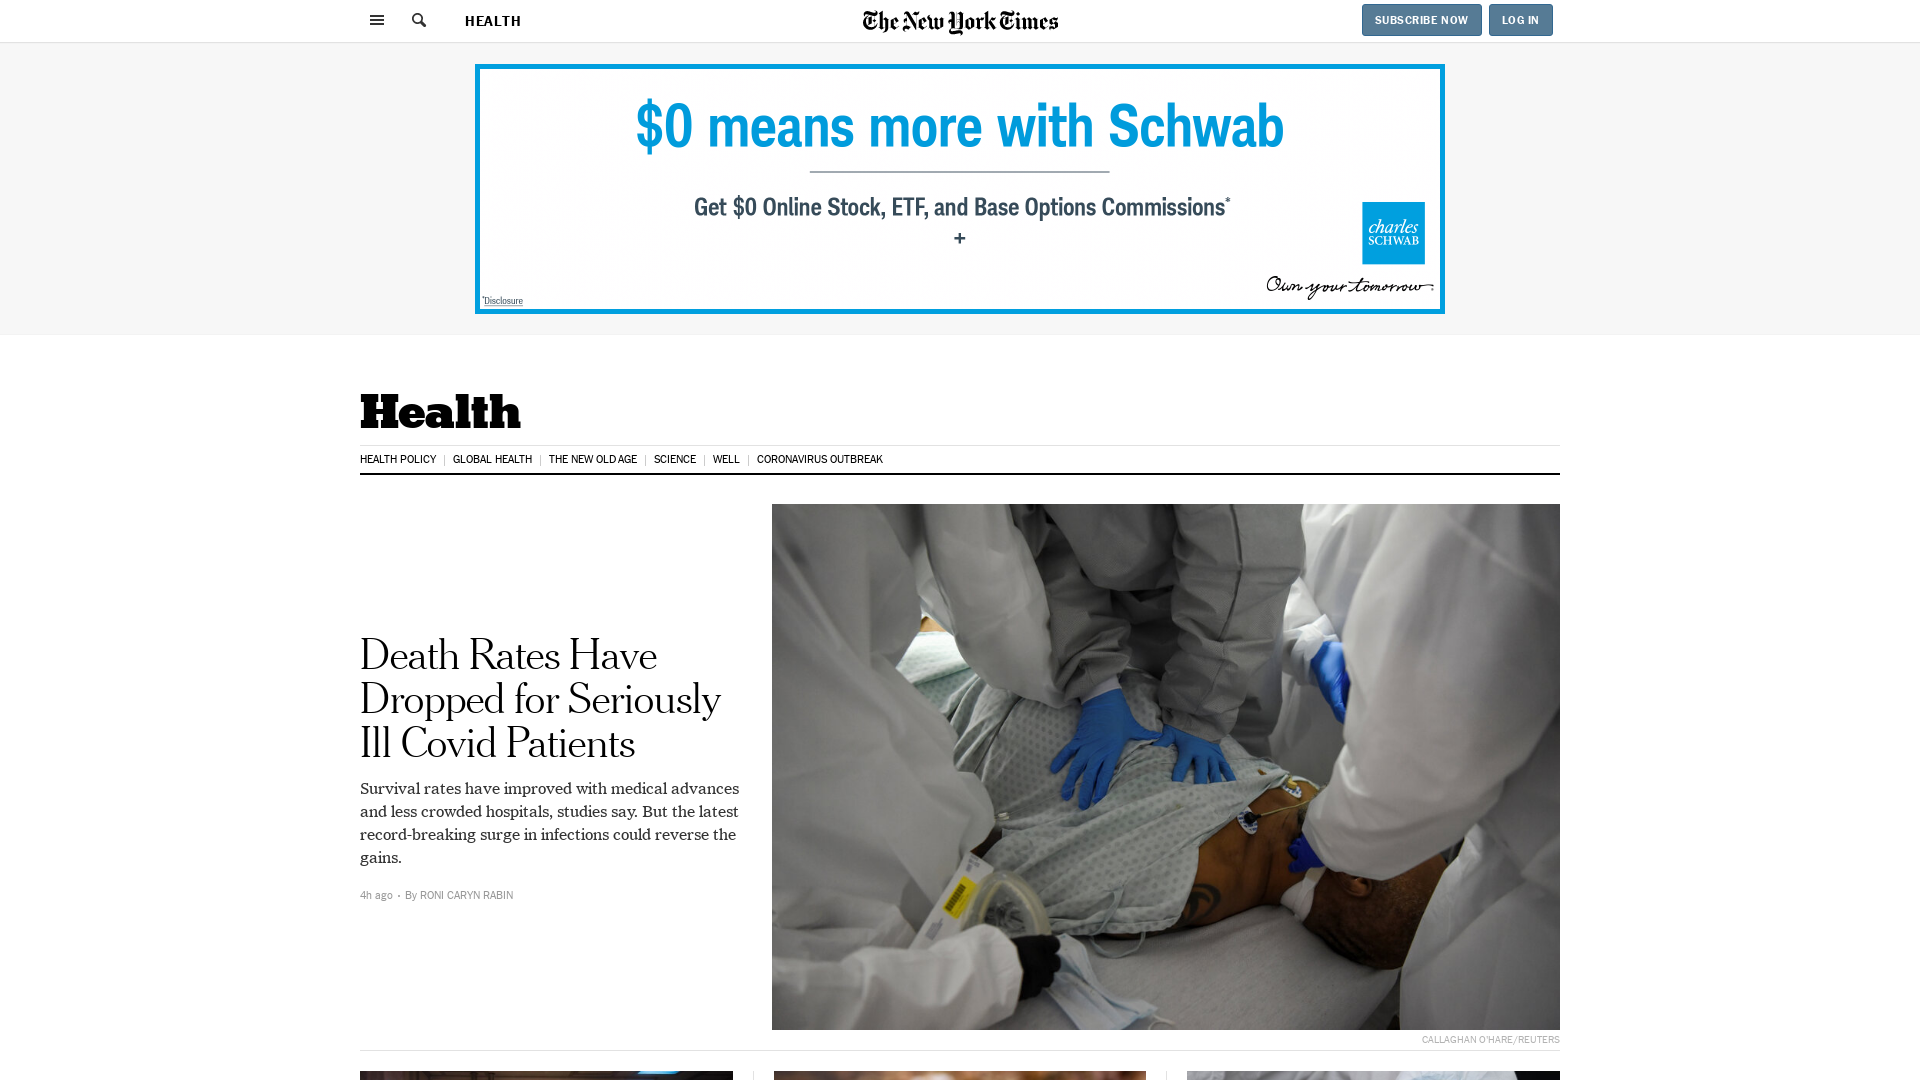 HEALTH
The New York Times
SUBSCRIBE NOW
LOG IN
$0 means more with Schwab
Get $0 Online Stock, ETF, and Base Options Commissions*
+
charles
SCHWAB
Own your tomorrow.
*Disclosure
Health
HEALTH POLICY
GLOBAL HEALTH
THE NEW OLD AGE
SCIENCE
WELL
CORONAVIRUS OUTBREAK
Death Rates Have
Dropped for Seriously
Ill Covid Patients
Survival rates have improved with medical advances
and less crowded hospitals, studies say. But the latest
record-breaking surge in infections could reverse the
gains.
4h ago • By RONI CARYN RABIN
CALLAGHAN O'HARE/REUTERS